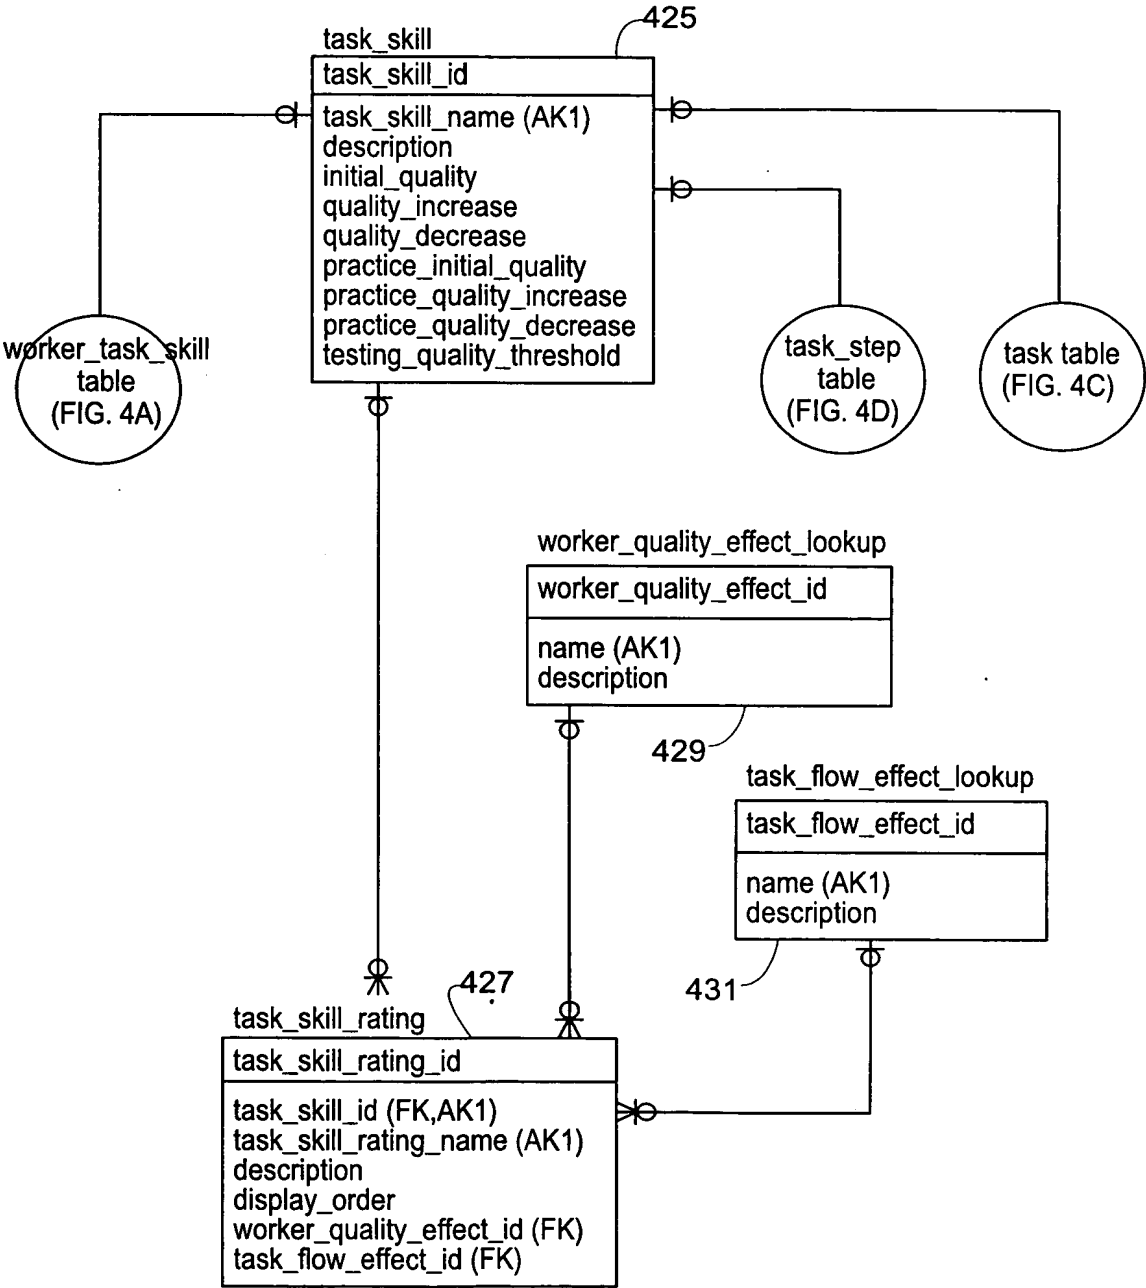 425
task_skill
task_skill_id
task_skill_name (AK1)
description
initial_quality
quality_increase
quality_decrease
practice_initial_quality
practice_quality_increase
practice_quality_decrease
testing_quality_threshold
worker_task_skill
table
(FIG. 4A)
task_step
table
(FIG. 4D)
task table
(FIG. 4C)
worker_quality_effect_lookup
worker_quality_effect_id
name (AK1)
description
429
task_flow_effect_lookup
task_flow_effect_id
name (AK1)
description
431
427
task_skill_rating
task_skill_rating_id
task_skill_id (FK,AK1)
task_skill_rating_name (AK1)
description
display_order
worker_quality_effect_id (FK)
task_flow_effect_id (FK)